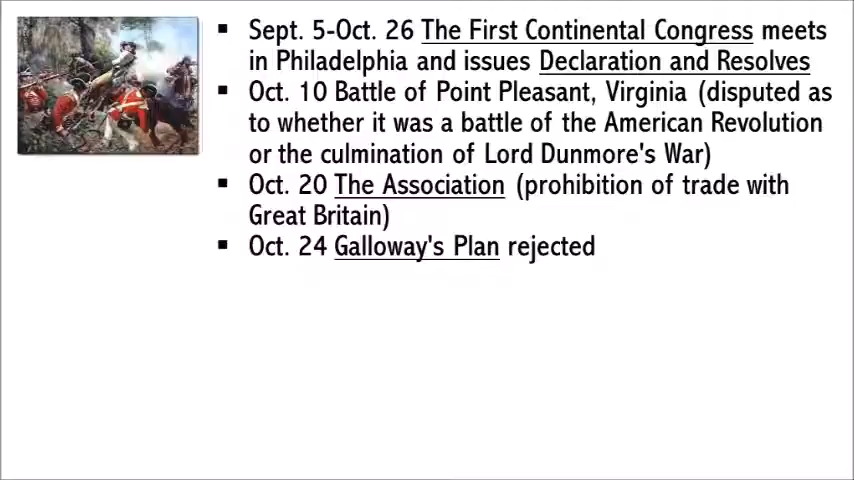 ▪ Sept. 5-Oct. 26 The First Continental Congress meets
in Philadelphia and issues Declaration and Resolves
▪ Oct. 10 Battle of Point Pleasant, Virginia (disputed as
to whether it was a battle of the American Revolution
or the culmination of Lord Dunmore's War)
▪ Oct. 20 The Association (prohibition of trade with
Great Britain)
▪ Oct. 24 Galloway's Plan rejected